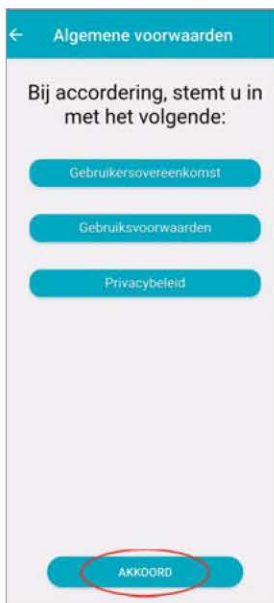 Algemene voorwaarden
Bij accordering, stemt u in
met het volgende:
Gebruikersovereenkomst
Gebruiksvoorwaarden
Privacybeleid
AKKOORD